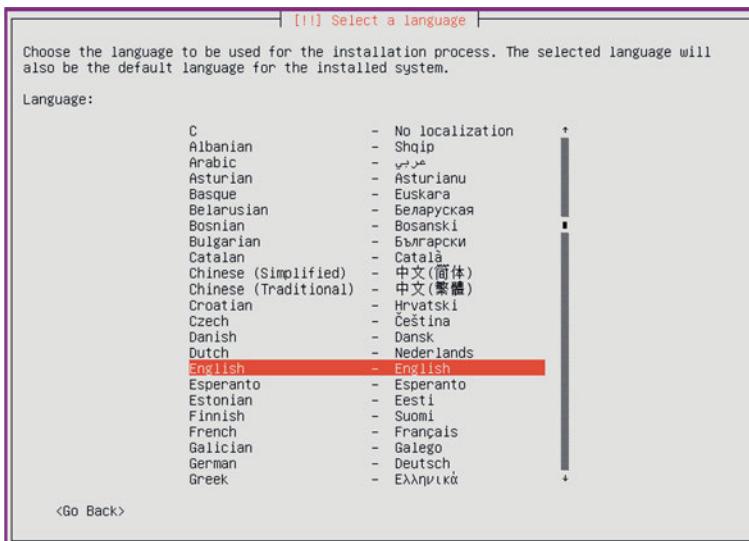 [!!] Select a language
Choose the language to be used for the installation process. The selected language will
also be the default language for the installed system.
Language:
C - No localization
Albanian - Shqip
Arabic - عربي
Asturian - Asturianu
Basque - Euskara
Belarusian - Беларуская
Bosnian - Bosanski
Bulgarian - Български
Catalan - Català
Chinese (Simplified) - 中文(简体)
Chinese (Traditional) - 中文(繁體)
Croatian - Hrvatski
Czech - Čeština
Danish - Dansk
Dutch - Nederlands
English - English
Esperanto - Esperanto
Estonian - Eesti
Finnish - Suomi
French - Français
Galician - Galego
German - Deutsch
Greek - Ελληνικά
<Go Back>